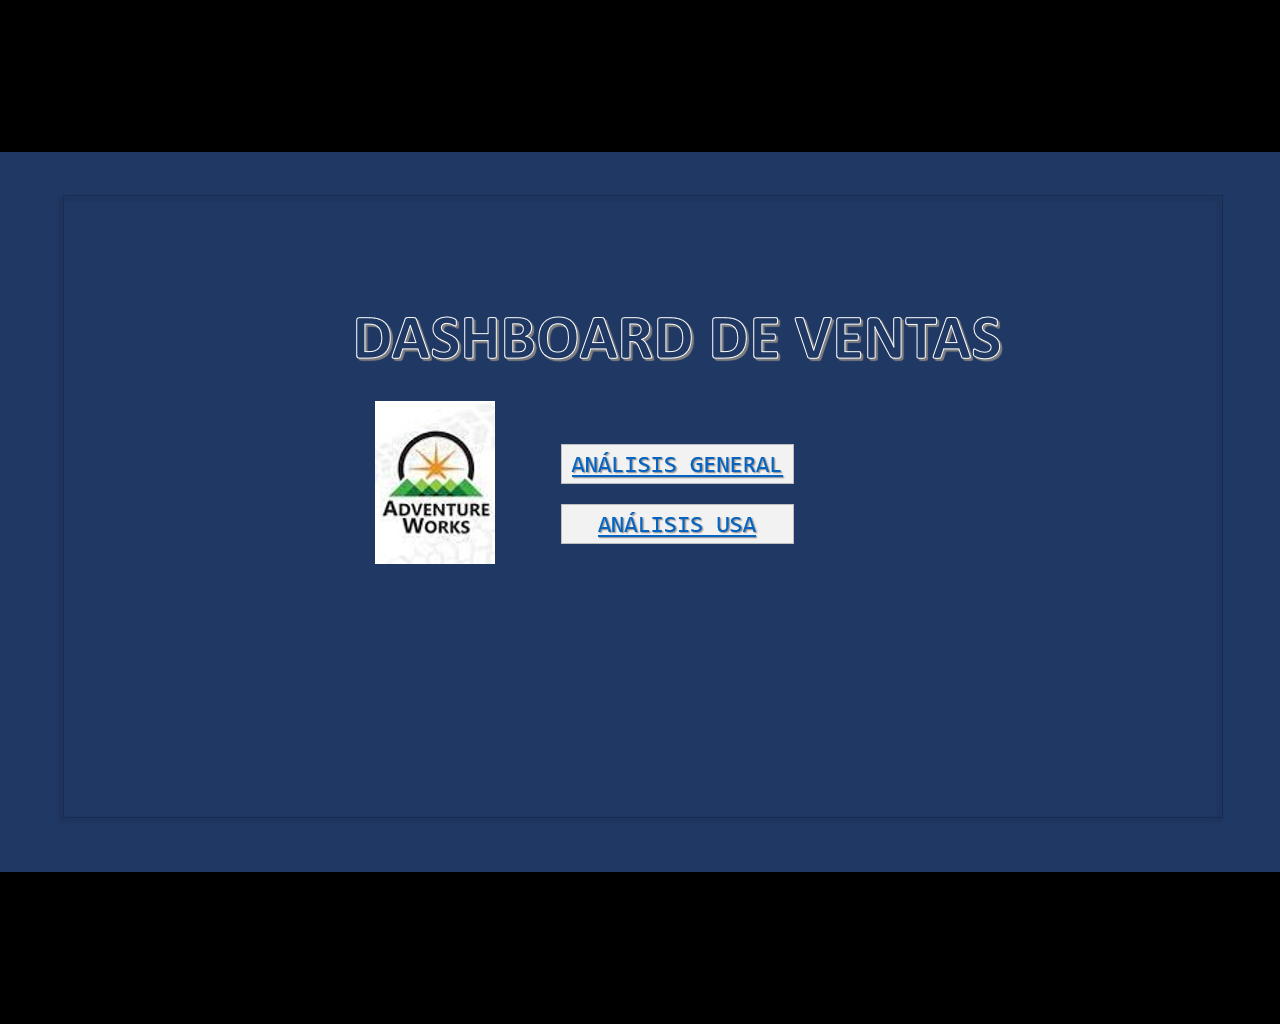 DASHBOARD DE VENTAS
ADVENTURE
WORKS
ANÁLISIS GENERAL
ANÁLISIS USA